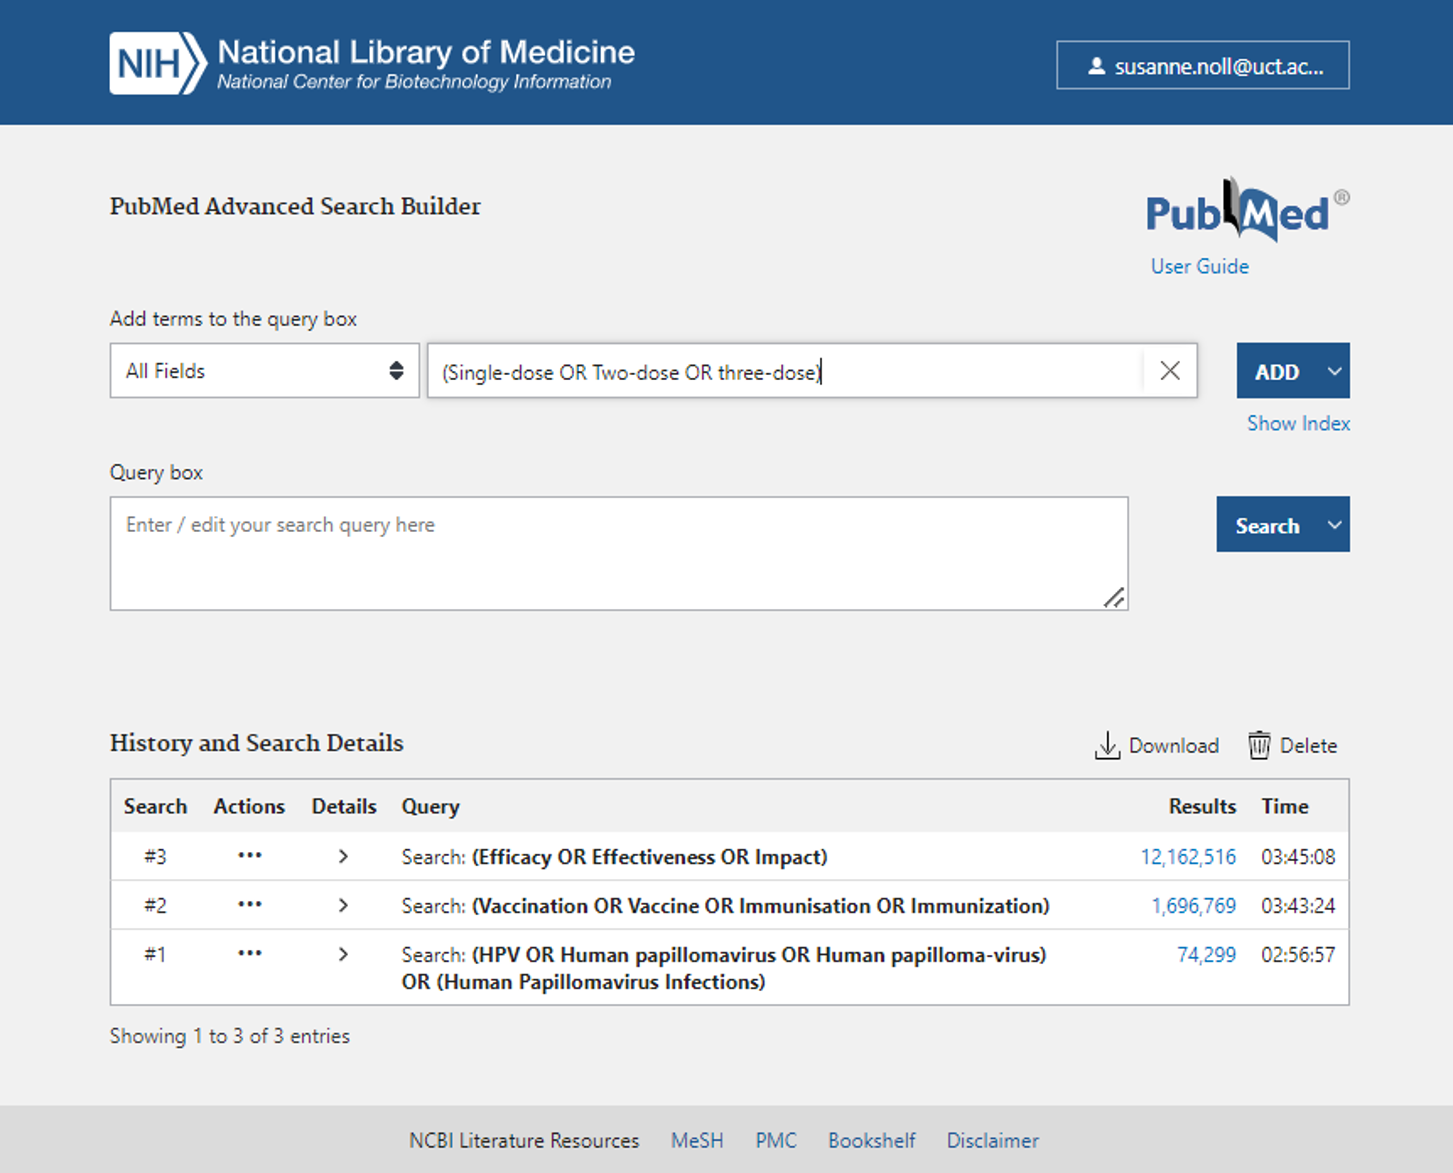 NIH National Library of Medicine
National Center for Biotechnology Information
susanne.noll@uct.ac...
PubMed Advanced Search Builder
PubMed®
User Guide
Add terms to the query box
All Fields
(Single-dose OR Two-dose OR three-dose)
ADD
Show Index
Query box
Enter / edit your search query here
Search
History and Search Details
Download
Delete
Search Actions Details Query Results Time
#3 ••• Search: (Efficacy OR Effectiveness OR Impact) 12,162,516 03:45:08
#2 ••• Search: (Vaccination OR Vaccine OR Immunisation OR Immunization) 1,696,769 03:43:24
#1 ••• Search: (HPV OR Human papillomavirus OR Human papilloma-virus) 74,299 02:56:57
OR (Human Papillomavirus Infections)
Showing 1 to 3 of 3 entries
NCBI Literature Resources MeSH PMC Bookshelf Disclaimer